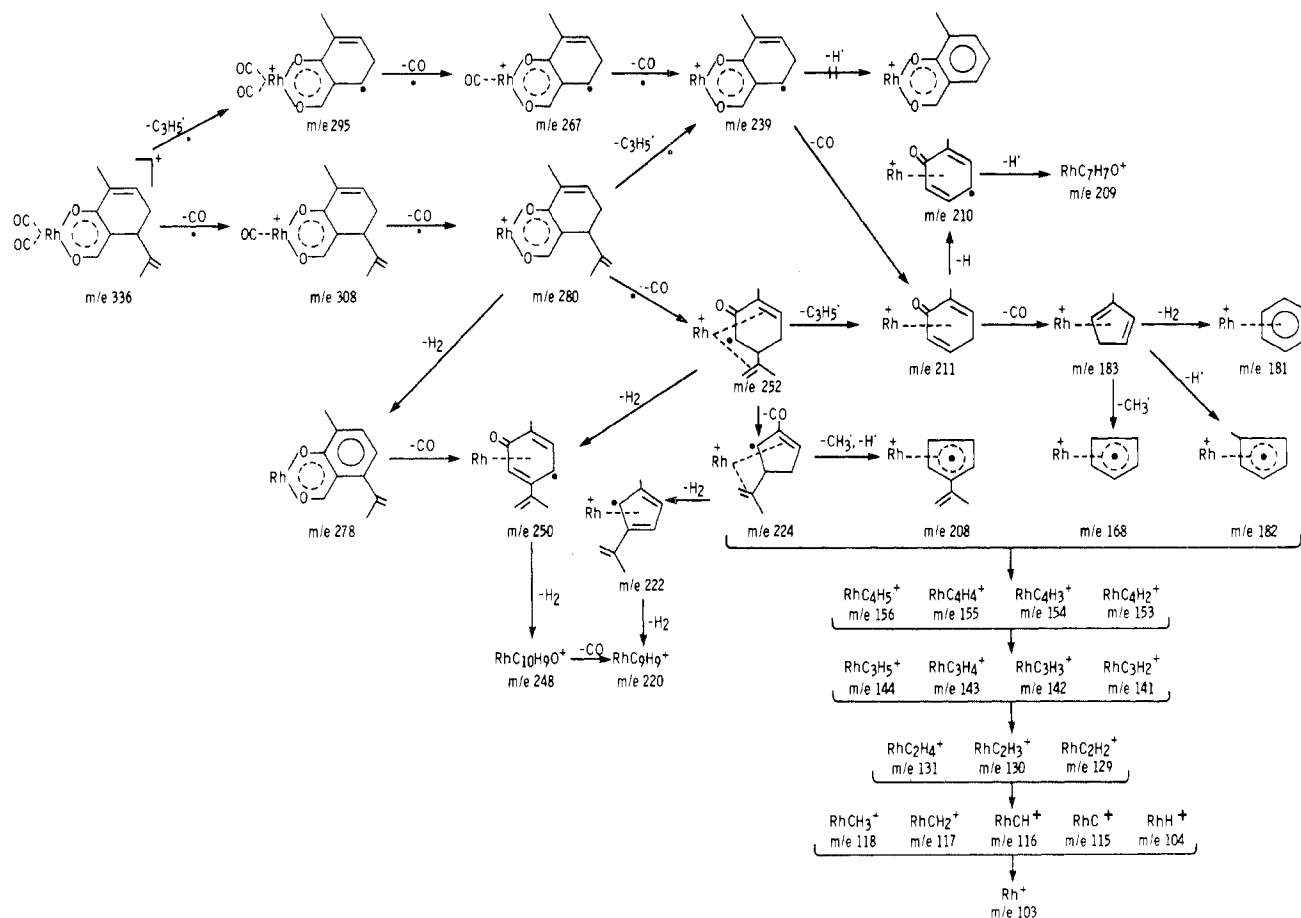 -CO
-CO
-H·
OC
OC
Rh
+
O
O
OC
Rh
+
O
O
Rh
+
O
O
Rh
+
O
O
m/e 295
m/e 267
m/e 239
-C3H5·
-C3H5·
-CO
O
Rh
+
-H·
RhC7H7O+
m/e 209
m/e 210
+
OC
OC
Rh
O
O
-CO
OC
Rh
+
O
O
-CO
Rh
+
O
O
-H
m/e 336
m/e 308
m/e 280
-CO
O
Rh
+
-C3H5·
O
Rh
+
-CO
Rh
+
-H2
Rh
+
m/e 252
m/e 211
m/e 183
m/e 181
-H2
-H2
-CO
-CH3·
-H·
Rh
O
O
-CO
O
Rh
+
Rh
+
-CH3·, -H·
Rh
+
Rh
+
Rh
+
-H2
Rh
+
m/e 278
m/e 250
m/e 224
m/e 208
m/e 168
m/e 182
m/e 222
-H2
-H2
RhC4H5+ RhC4H4+ RhC4H3+ RhC4H2+
m/e 156 m/e 155 m/e 154 m/e 153
RhC10H9O+ -CO RhC9H9+
m/e 248 m/e 220
RhC3H5+ RhC3H4+ RhC3H3+ RhC3H2+
m/e 144 m/e 143 m/e 142 m/e 141
RhC2H4+ RhC2H3+ RhC2H2+
m/e 131 m/e 130 m/e 129
RhCH3+ RhCH2+ RhCH+ RhC+ RhH+
m/e 118 m/e 117 m/e 116 m/e 115 m/e 104
Rh+
m/e 103